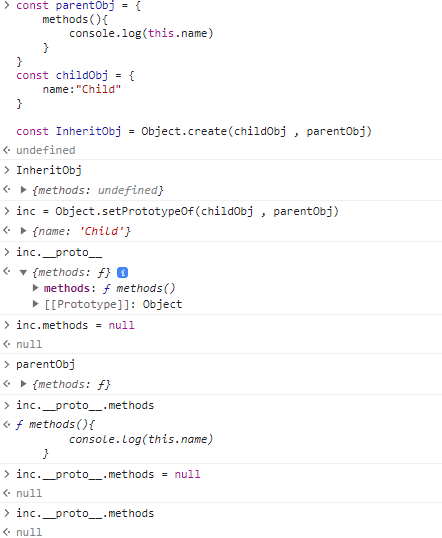 > const parentObj = {
methods(){
console.log(this.name)
}
}
const childObj = {
name:"Child"
}
const InheritObj = Object.create(childObj , parentObj)
undefined
> InheritObj
{methods: undefined}
> inc = Object.setPrototypeOf(childObj , parentObj)
{name: 'Child'}
> inc.__proto__
{methods: ƒ} i
methods: ƒ methods()
[[Prototype]]: Object
> inc.methods = null
null
> parentObj
{methods: ƒ}
> inc.__proto__.methods
ƒ methods(){
console.log(this.name)
}
> inc.__proto__.methods = null
null
> inc.__proto__.methods
null